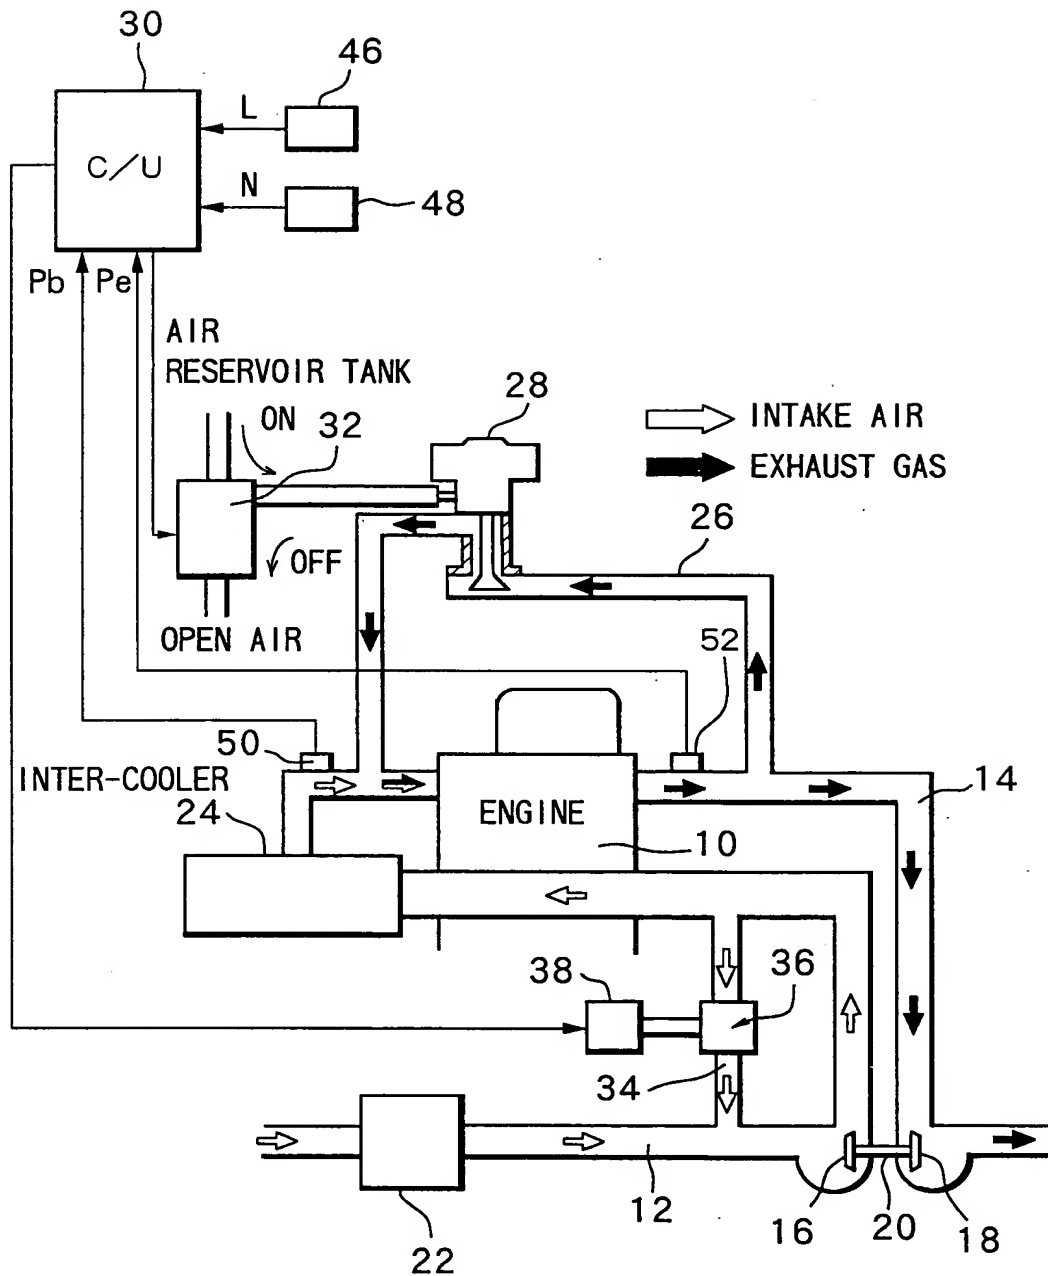 30
46
L
C/U
N
48
Pb Pe
AIR
RESERVOIR TANK
ON
32
28
INTAKE AIR
EXHAUST GAS
26
OFF
OPEN AIR
52
50
INTER-COOLER
24
ENGINE
14
10
38
36
34
12
16
20
18
22